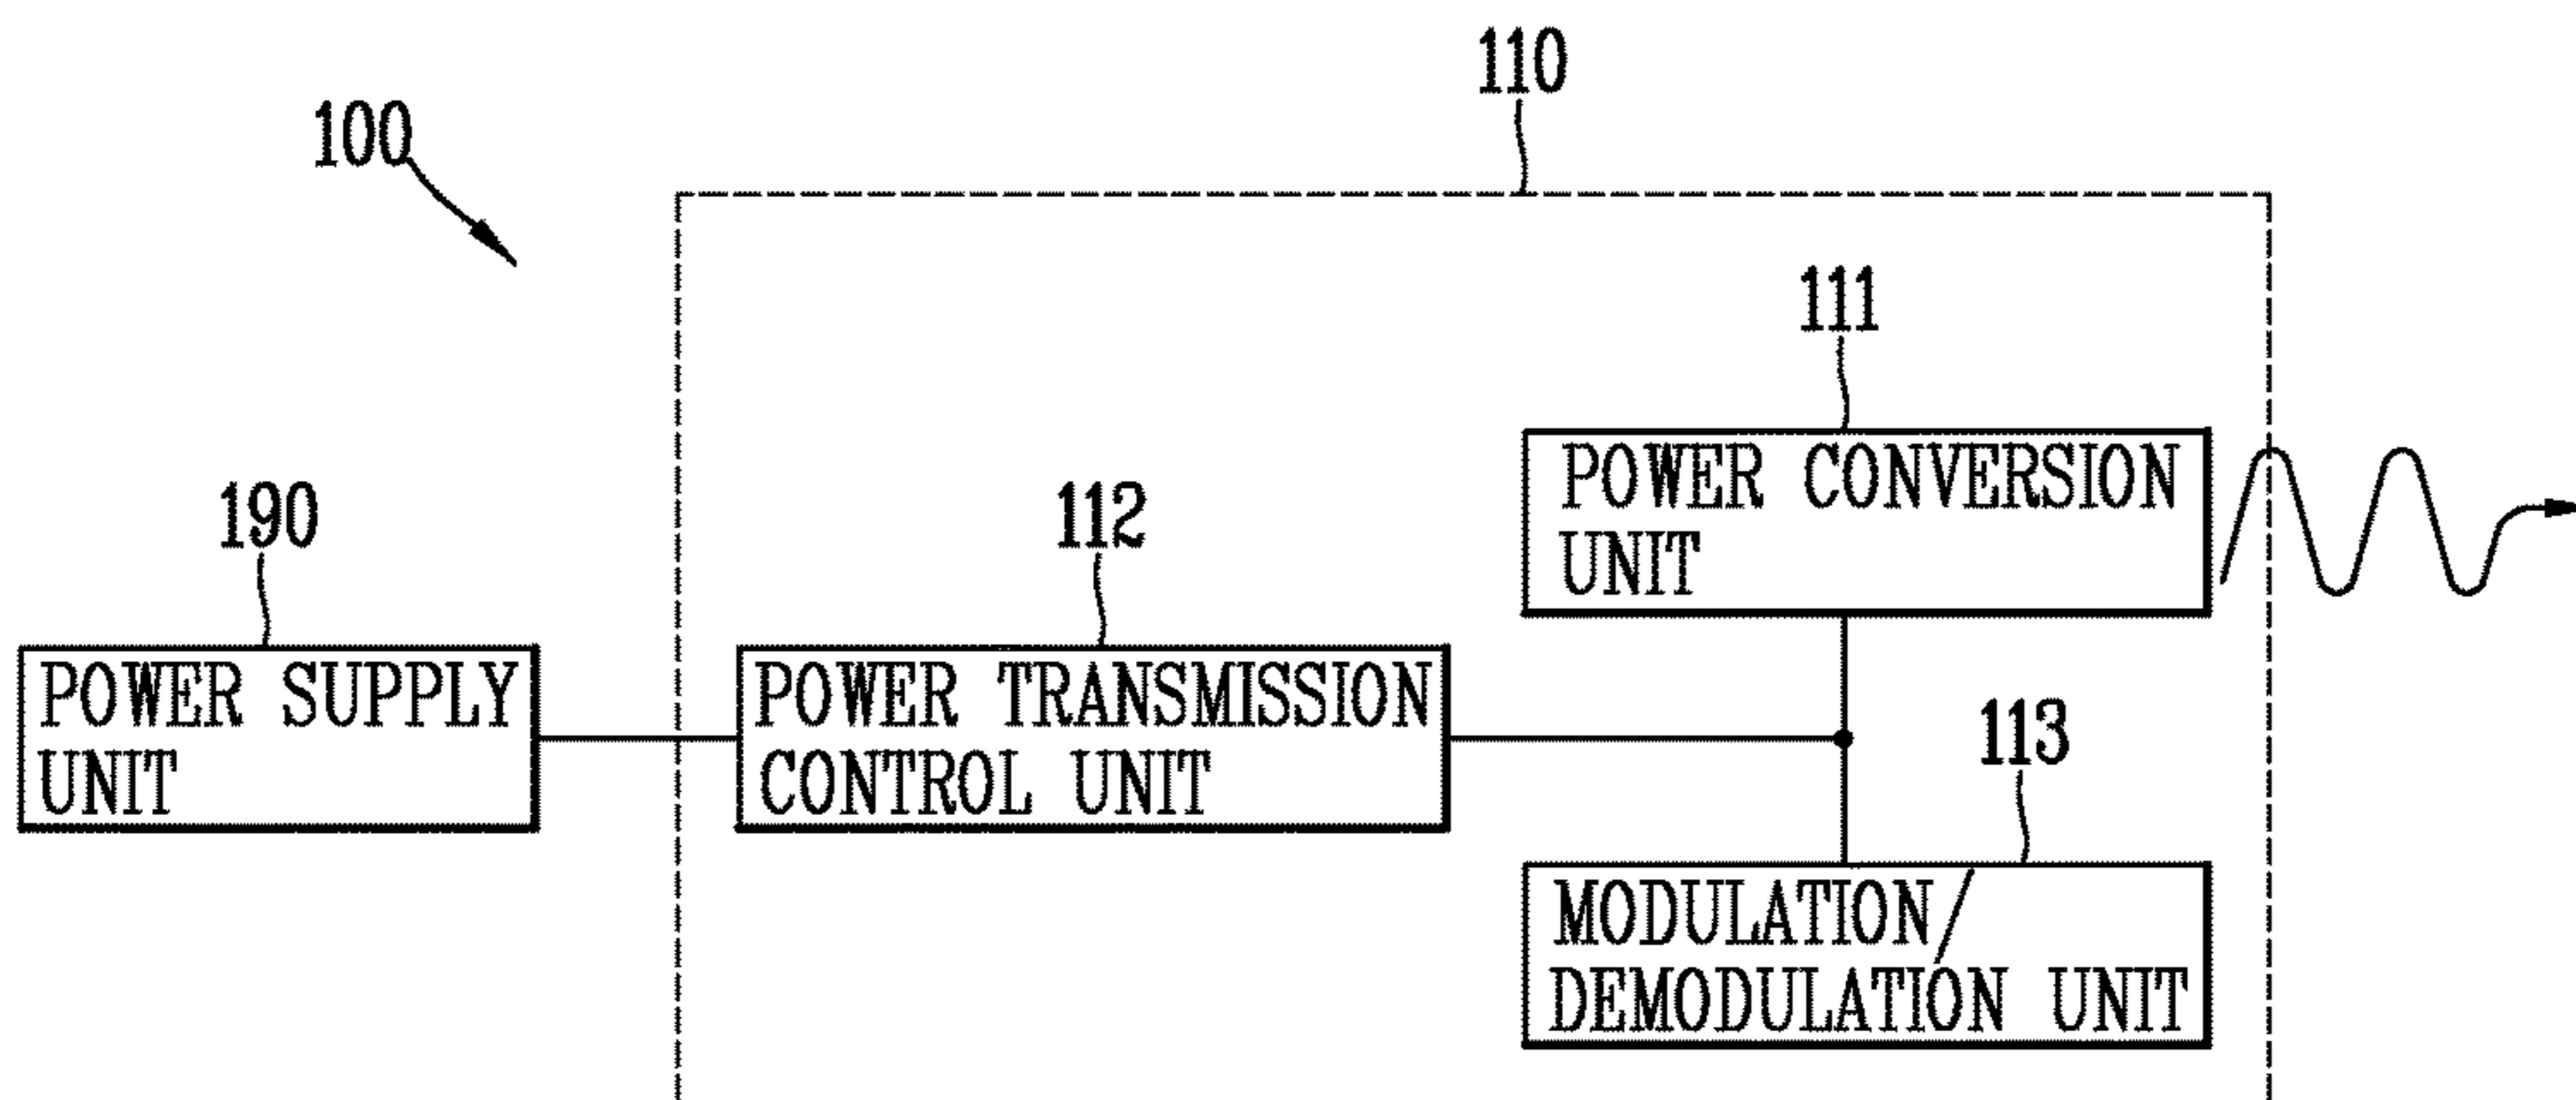 110
100
111
POWER CONVERSION
UNIT
190
112
POWER SUPPLY
UNIT
POWER TRANSMISSION
CONTROL UNIT
113
MODULATION/
DEMODULATION UNIT